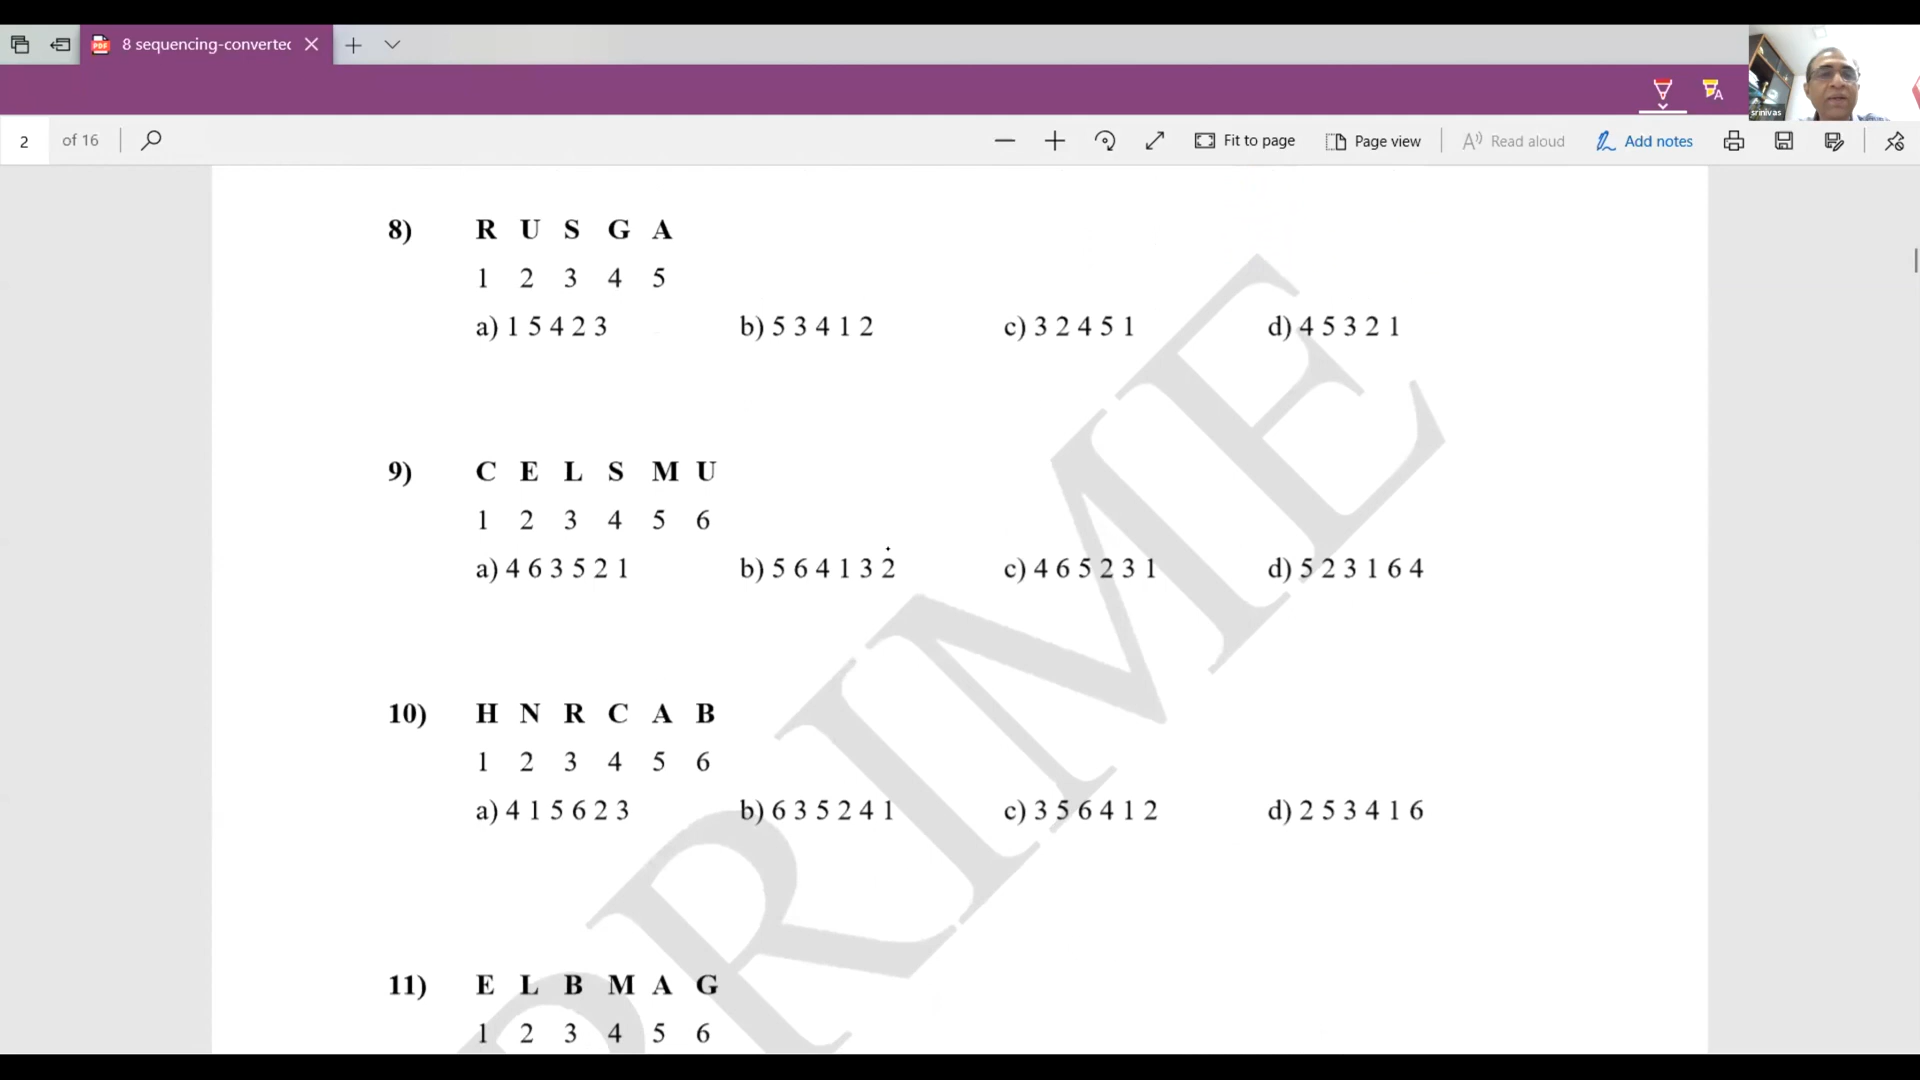 8 sequencing-convertec
2 of 16 Fit to page Page view Read aloud Add notes
srinivas
8) R U S G A
1 2 3 4 5
a) 1 5 4 2 3 b) 5 3 4 1 2 c) 3 2 4 5 1 d) 4 5 3 2 1
9) C E L S M U
1 2 3 4 5 6
a) 4 6 3 5 2 1 b) 5 6 4 1 3 2 c) 4 6 5 2 3 1 d) 5 2 3 1 6 4
10) H N R C A B
1 2 3 4 5 6
a) 4 1 5 6 2 3 b) 6 3 5 2 4 1 c) 3 5 6 4 1 2 d) 2 5 3 4 1 6
11) E L B M A G
1 2 3 4 5 6
PRIME